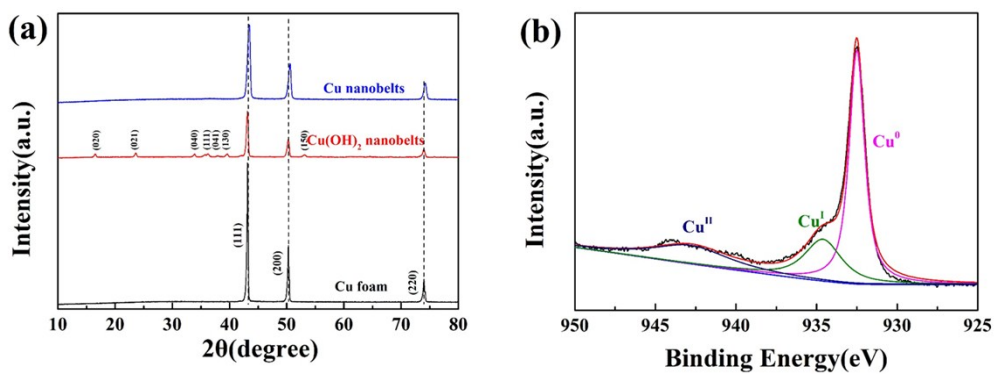 (a)
Intensity(a.u.)
Cu nanobelts
Cu(OH)2 nanobelts
(020)
(021)
(040)
(111)
(041)
(130)
(150)
(111)
(200)
(220)
Cu foam
10 20 30 40 50 60 70 80
2θ(degree)
(b)
Intensity(a.u.)
Cu0
CuI
CuII
950 945 940 935 930 925
Binding Energy(eV)